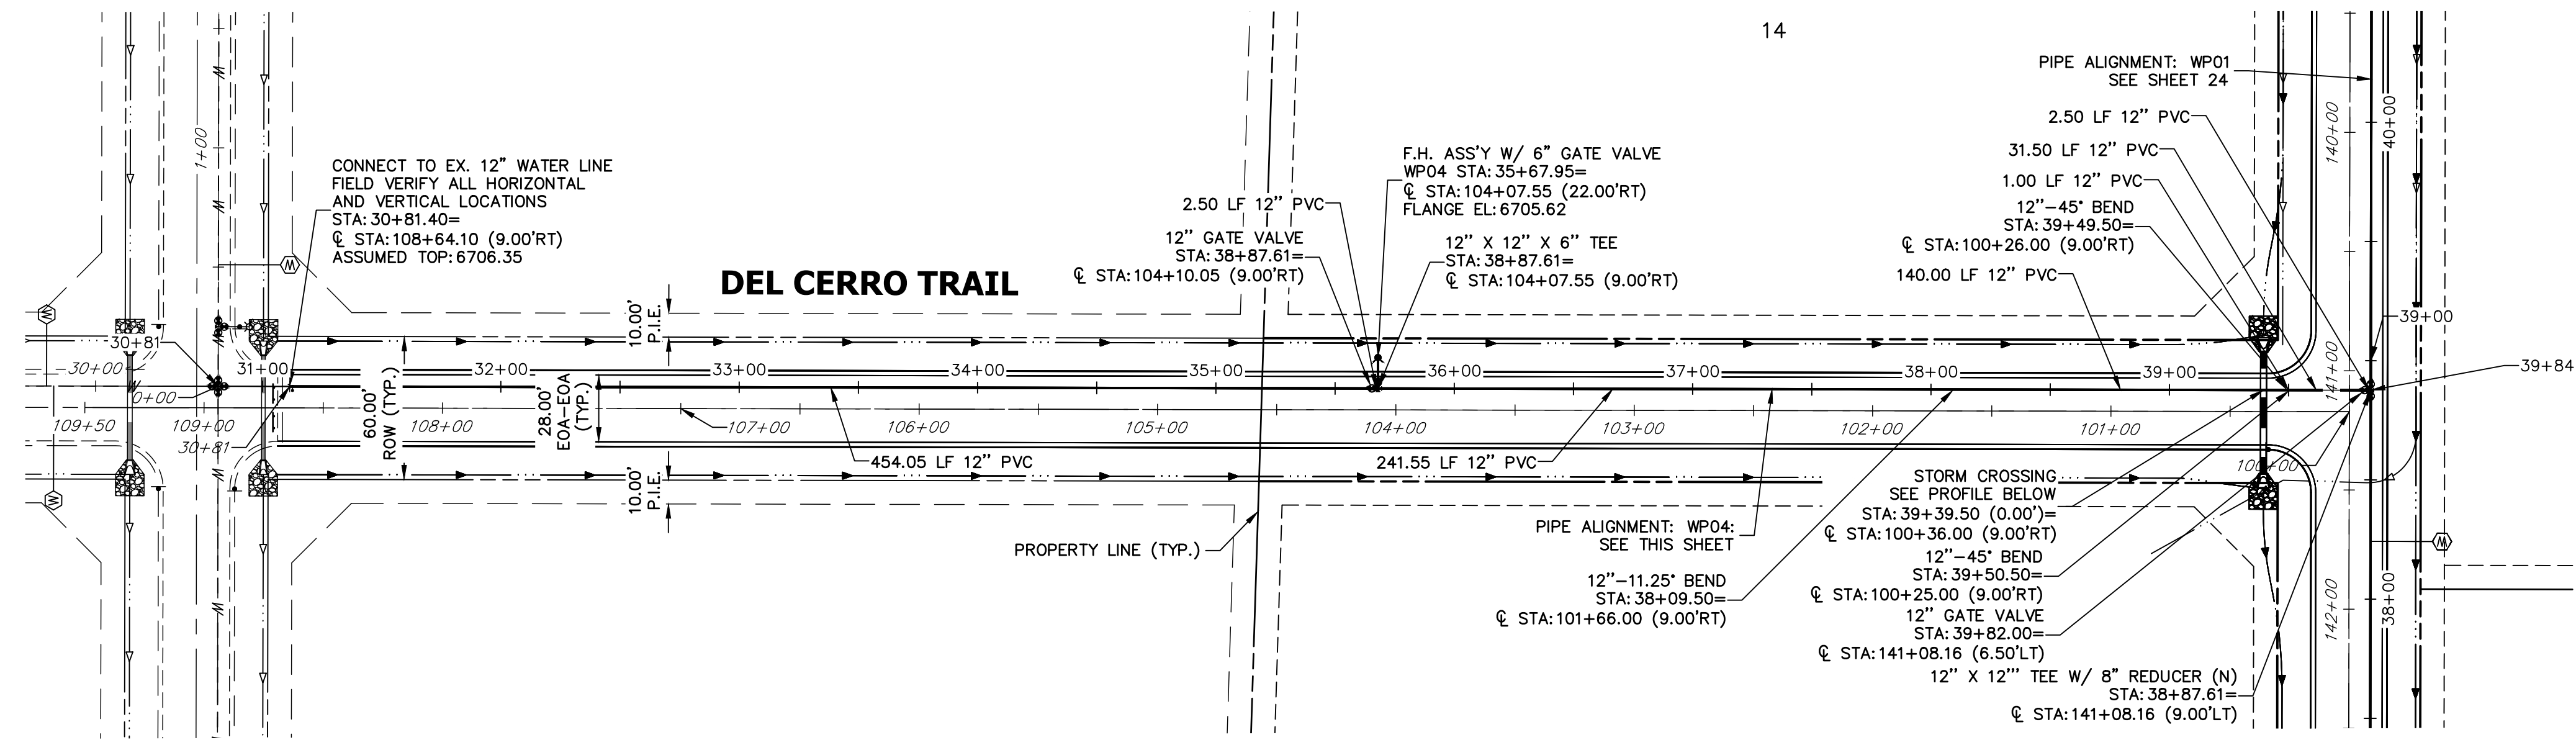 14
PIPE ALIGNMENT: WP01
SEE SHEET 24
2.50 LF 12" PVC
31.50 LF 12" PVC
1.00 LF 12" PVC
12"-45° BEND
STA: 39+49.50=
℄ STA: 100+26.00 (9.00'RT)
140.00 LF 12" PVC
1+00
CONNECT TO EX. 12" WATER LINE
FIELD VERIFY ALL HORIZONTAL
AND VERTICAL LOCATIONS
STA: 30+81.40=
℄ STA: 108+64.10 (9.00'RT)
ASSUMED TOP: 6706.35
W
DEL CERRO TRAIL
2.50 LF 12" PVC
12" GATE VALVE
STA: 38+87.61=
℄ STA: 104+10.05 (9.00'RT)
F.H. ASS'Y W/ 6" GATE VALVE
WP04 STA: 35+67.95=
℄ STA: 104+07.55 (22.00'RT)
FLANGE EL: 6705.62
12" X 12" X 6" TEE
STA: 38+87.61=
℄ STA: 104+07.55 (9.00'RT)
140+00
40+00
W
10.00'
P.I.E.
39+00
30+81
30+00
31+00
32+00
33+00
34+00
35+00
36+00
37+00
38+00
39+00
141+00
39+84
0+00
109+50
109+00
30+81
108+00
107+00
106+00
105+00
104+00
103+00
102+00
101+00
100+00
60.00'
ROW (TYP.)
28.00'
EOA-EOA
(TYP.)
10.00'
P.I.E.
454.05 LF 12" PVC
241.55 LF 12" PVC
W
PROPERTY LINE (TYP.)
PIPE ALIGNMENT: WP04:
SEE THIS SHEET
12"-11.25° BEND
STA: 38+09.50=
℄ STA: 101+66.00 (9.00'RT)
STORM CROSSING
SEE PROFILE BELOW
STA: 39+39.50 (0.00')=
℄ STA: 100+36.00 (9.00'RT)
12"-45° BEND
STA: 39+50.50=
℄ STA: 100+25.00 (9.00'RT)
12" GATE VALVE
STA: 39+82.00=
℄ STA: 141+08.16 (6.50'LT)
12" X 12"' TEE W/ 8" REDUCER (N)
STA: 38+87.61=
℄ STA: 141+08.16 (9.00'LT)
W
142+00
38+00